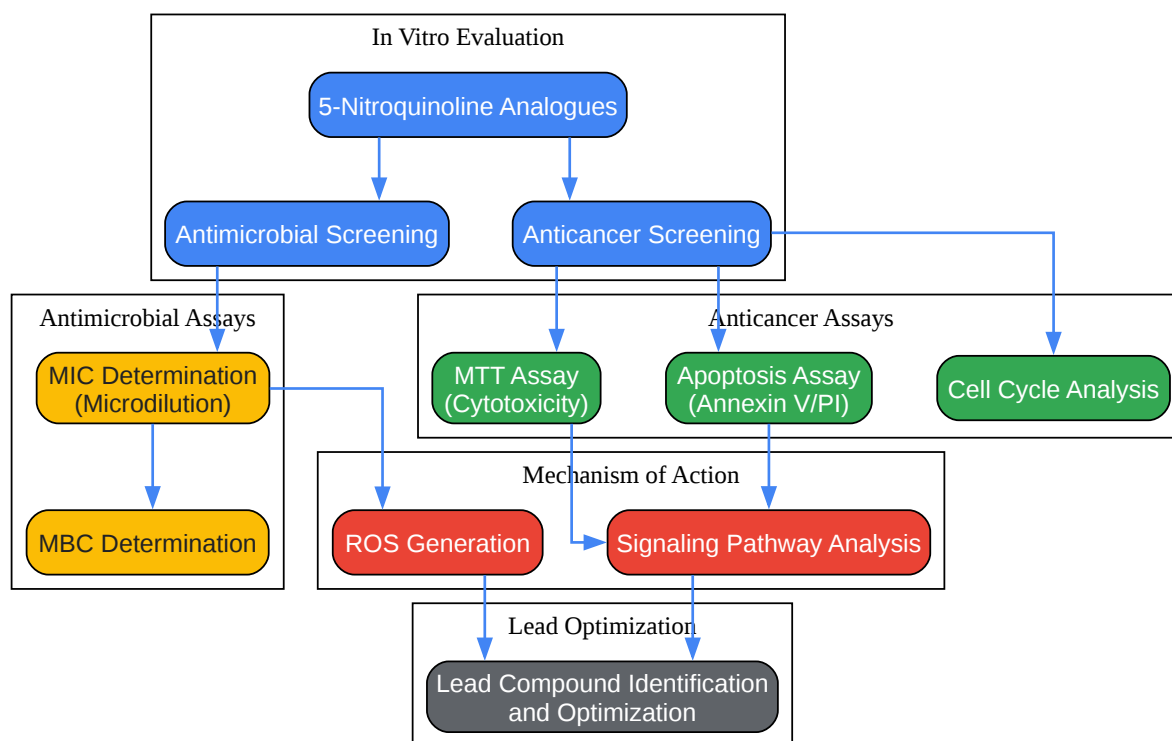 In Vitro Evaluation
5-Nitroquinoline Analogues
Antimicrobial Screening
Anticancer Screening
Antimicrobial Assays
Anticancer Assays
MIC Determination
(Microdilution)
MTT Assay
(Cytotoxicity)
Apoptosis Assay
(Annexin V/PI)
Cell Cycle Analysis
Mechanism of Action
MBC Determination
ROS Generation
Signaling Pathway Analysis
Lead Optimization
Lead Compound Identification
and Optimization